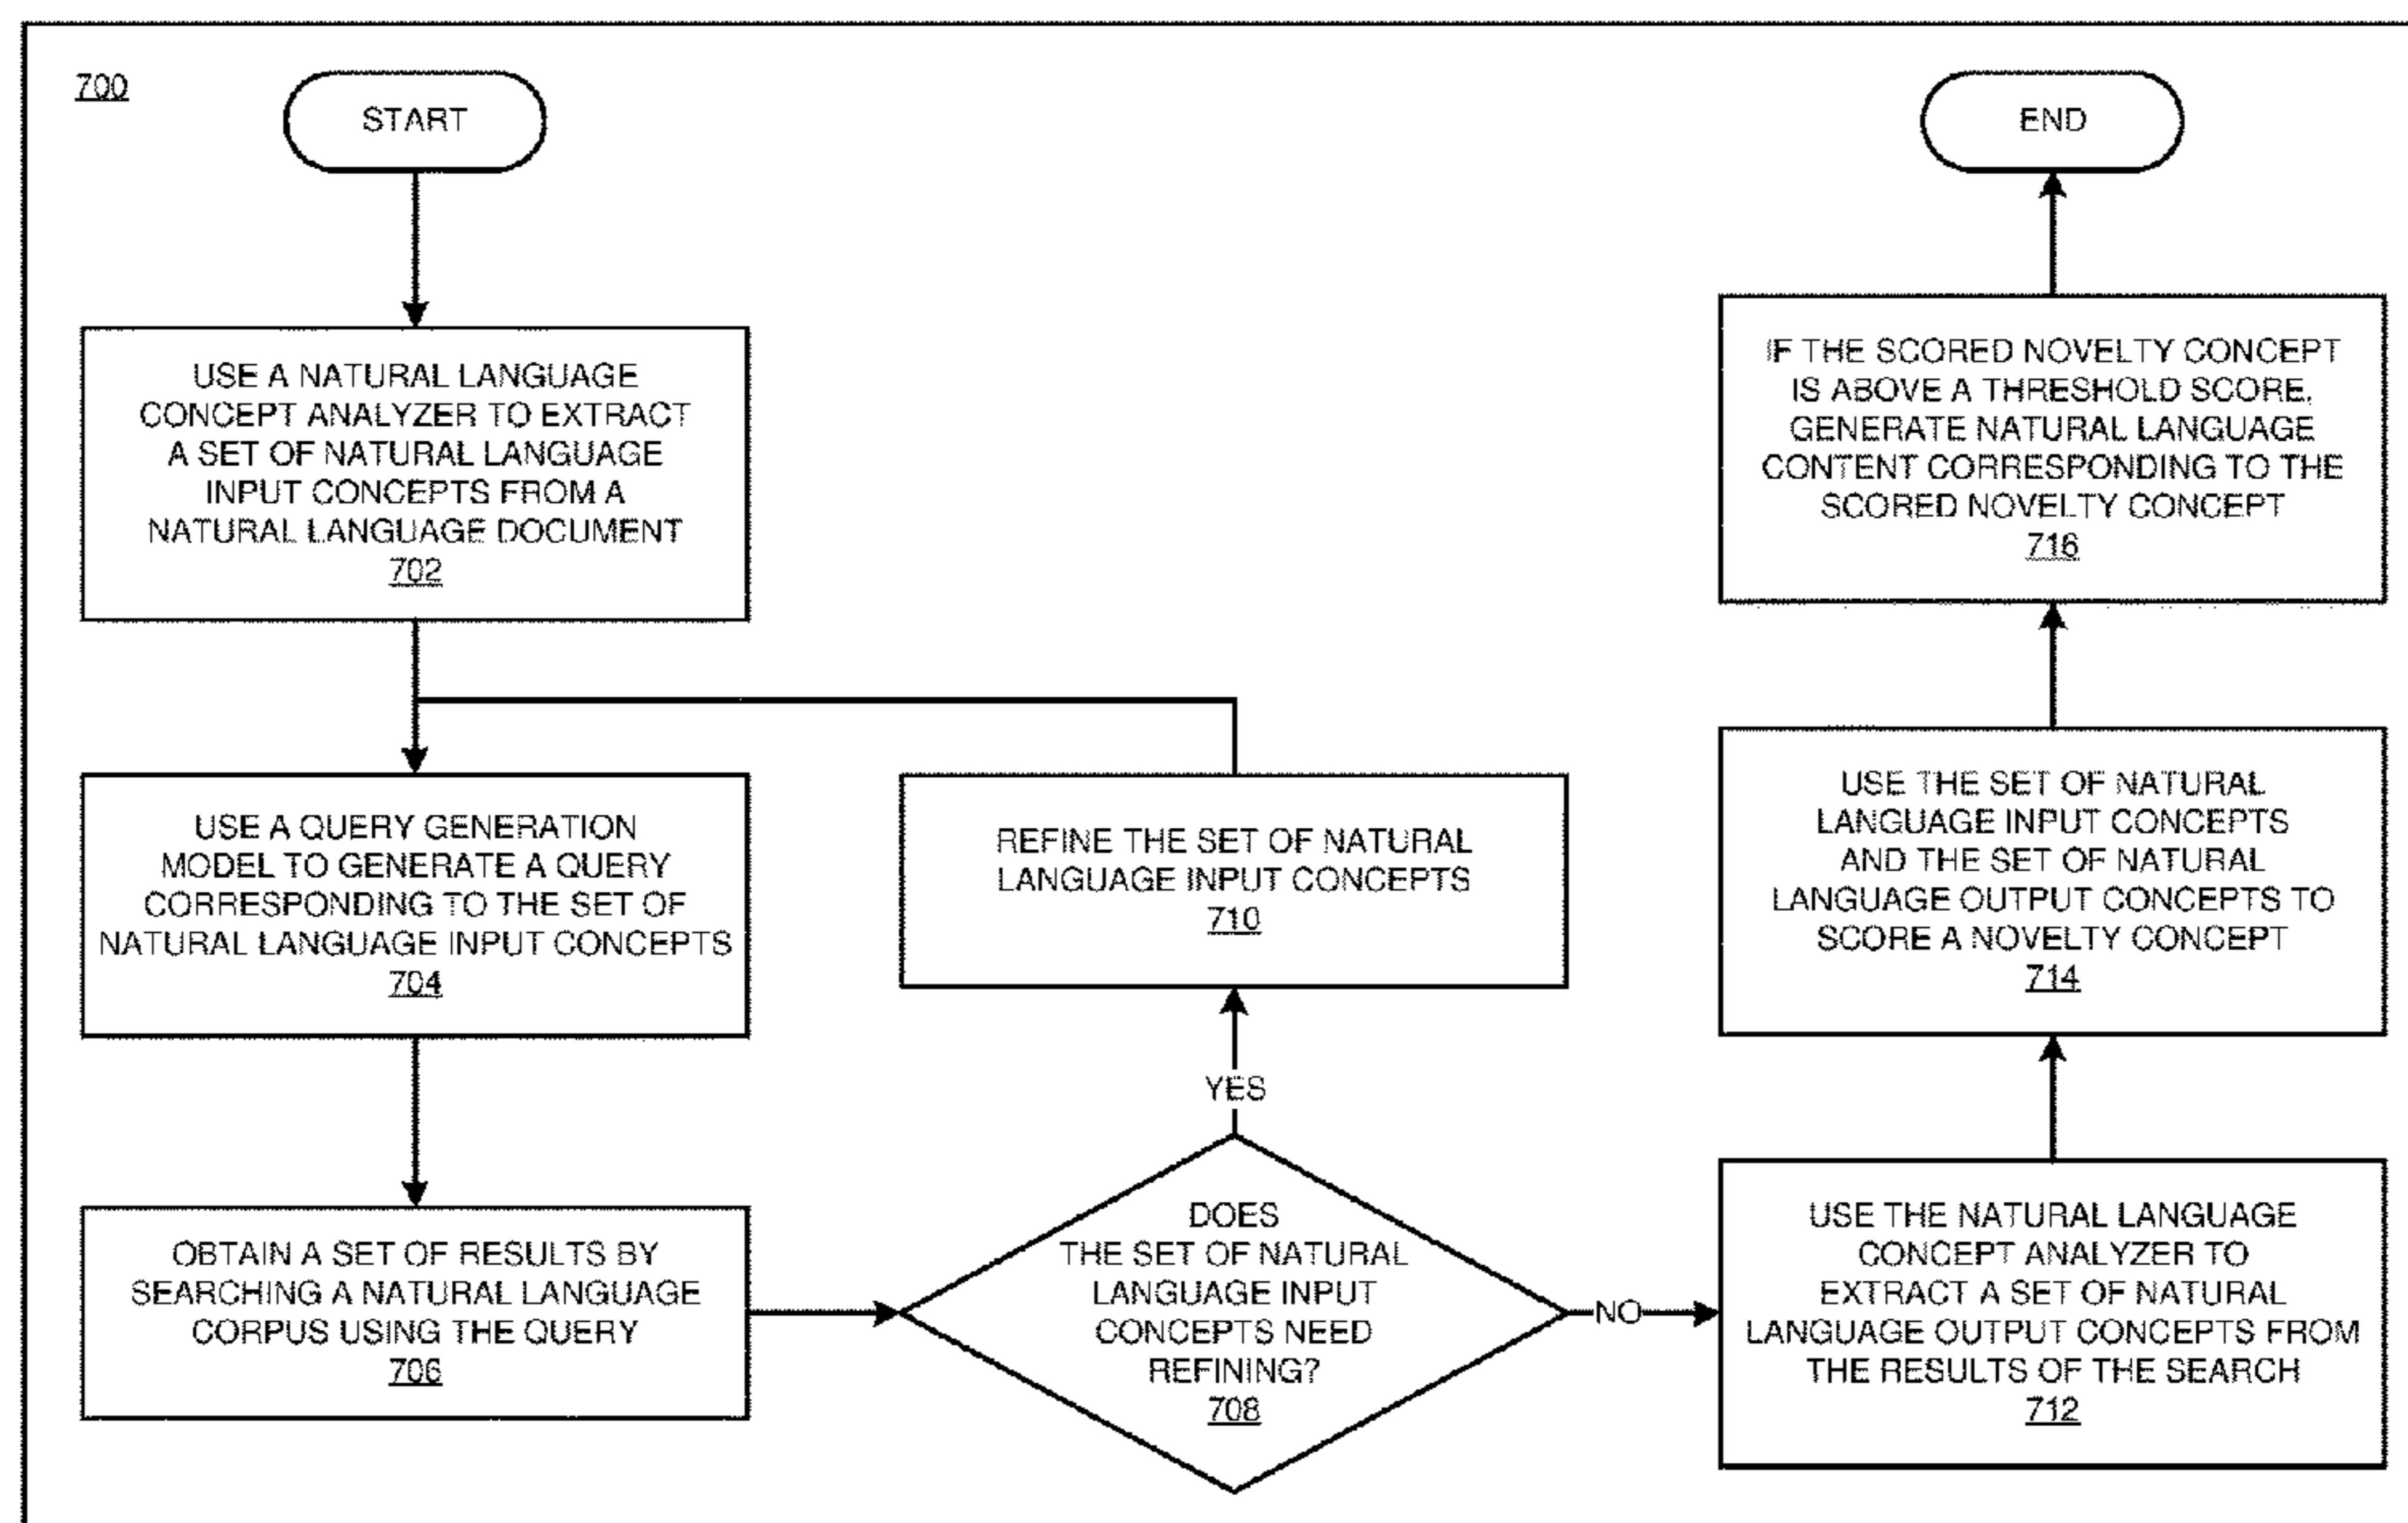 700
START
USE A NATURAL LANGUAGE
CONCEPT ANALYZER TO EXTRACT
A SET OF NATURAL LANGUAGE
INPUT CONCEPTS FROM A
NATURAL LANGUAGE DOCUMENT
702
USE A QUERY GENERATION
MODEL TO GENERATE A QUERY
CORRESPONDING TO THE SET OF
NATURAL LANGUAGE INPUT CONCEPTS
704
OBTAIN A SET OF RESULTS BY
SEARCHING A NATURAL LANGUAGE
CORPUS USING THE QUERY
706
DOES
THE SET OF NATURAL
LANGUAGE INPUT
CONCEPTS NEED
REFINING?
708
YES
REFINE THE SET OF NATURAL
LANGUAGE INPUT CONCEPTS
710
NO
USE THE NATURAL LANGUAGE
CONCEPT ANALYZER TO
EXTRACT A SET OF NATURAL
LANGUAGE OUTPUT CONCEPTS FROM
THE RESULTS OF THE SEARCH
712
USE THE SET OF NATURAL
LANGUAGE INPUT CONCEPTS
AND THE SET OF NATURAL
LANGUAGE OUTPUT CONCEPTS TO
SCORE A NOVELTY CONCEPT
714
IF THE SCORED NOVELTY CONCEPT
IS ABOVE A THRESHOLD SCORE,
GENERATE NATURAL LANGUAGE
CONTENT CORRESPONDING TO THE
SCORED NOVELTY CONCEPT
716
END